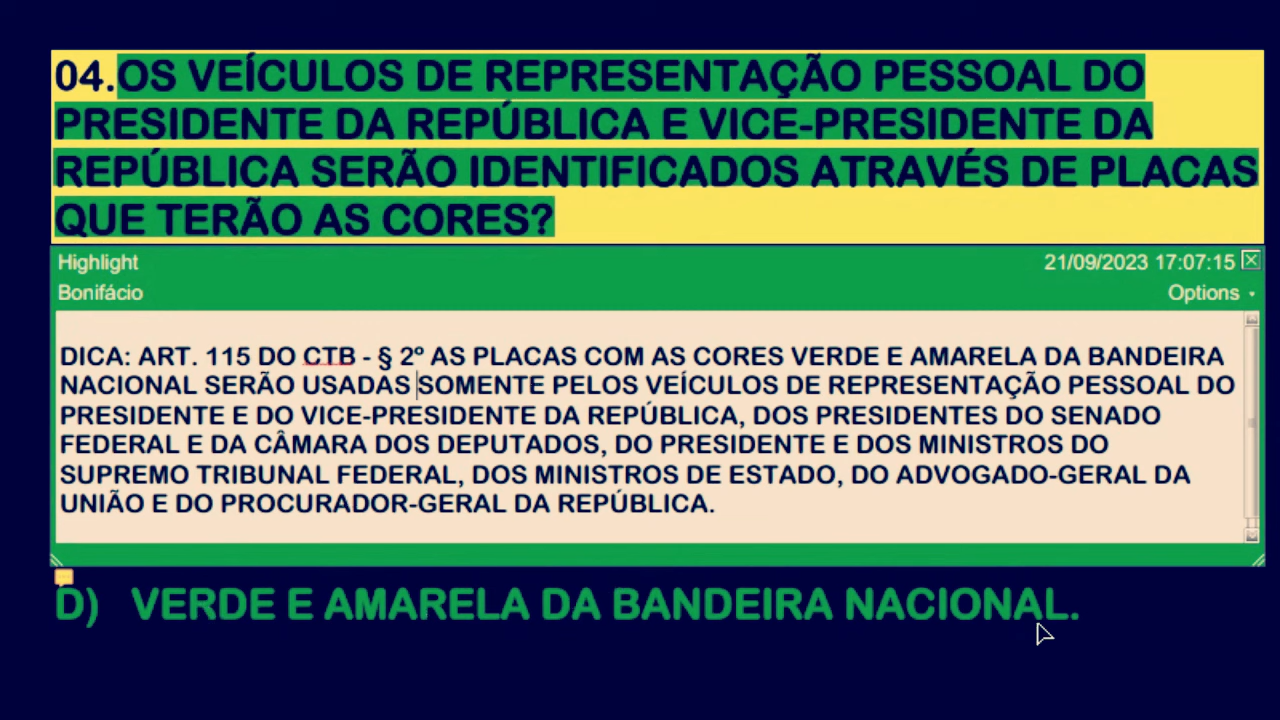 04.OS VEÍCULOS DE REPRESENTAÇÃO PESSOAL DO
PRESIDENTE DA REPÚBLICA E VICE-PRESIDENTE DA
REPÚBLICA SERÃO IDENTIFICADOS ATRAVÉS DE PLACAS
QUE TERÃO AS CORES?
Highlight 21/09/2023 17:07:15
Bonifácio Options
DICA: ART. 115 DO CTB - § 2º AS PLACAS COM AS CORES VERDE E AMARELA DA BANDEIRA
NACIONAL SERÃO USADAS SOMENTE PELOS VEÍCULOS DE REPRESENTAÇÃO PESSOAL DO
PRESIDENTE E DO VICE-PRESIDENTE DA REPÚBLICA, DOS PRESIDENTES DO SENADO
FEDERAL E DA CÂMARA DOS DEPUTADOS, DO PRESIDENTE E DOS MINISTROS DO
SUPREMO TRIBUNAL FEDERAL, DOS MINISTROS DE ESTADO, DO ADVOGADO-GERAL DA
UNIÃO E DO PROCURADOR-GERAL DA REPÚBLICA.
D) VERDE E AMARELA DA BANDEIRA NACIONAL.